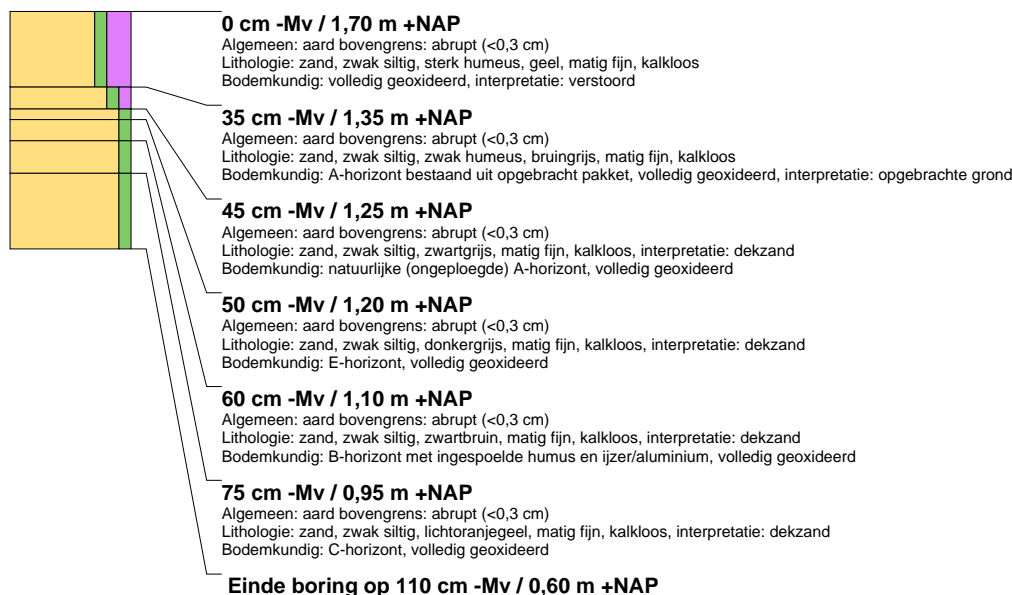 0 cm -Mv / 1,70 m +NAP
Algemeen: aard bovengrens: abrupt (<0,3 cm)
Lithologie: zand, zwak siltig, sterk humeus, geel, matig fijn, kalkloos
Bodemkundig: volledig geoxideerd, interpretatie: verstoord
35 cm -Mv / 1,35 m +NAP
Algemeen: aard bovengrens: abrupt (<0,3 cm)
Lithologie: zand, zwak siltig, zwak humeus, bruingrijs, matig fijn, kalkloos
Bodemkundig: A-horizont bestaand uit opgebracht pakket, volledig geoxideerd, interpretatie: opgebrachte grond
45 cm -Mv / 1,25 m +NAP
Algemeen: aard bovengrens: abrupt (<0,3 cm)
Lithologie: zand, zwak siltig, zwartgrijs, matig fijn, kalkloos, interpretatie: dekzand
Bodemkundig: natuurlijke (ongeploegde) A-horizont, volledig geoxideerd
50 cm -Mv / 1,20 m +NAP
Algemeen: aard bovengrens: abrupt (<0,3 cm)
Lithologie: zand, zwak siltig, donkergrijs, matig fijn, kalkloos, interpretatie: dekzand
Bodemkundig: E-horizont, volledig geoxideerd
60 cm -Mv / 1,10 m +NAP
Algemeen: aard bovengrens: abrupt (<0,3 cm)
Lithologie: zand, zwak siltig, zwartbruin, matig fijn, kalkloos, interpretatie: dekzand
Bodemkundig: B-horizont met ingespoelde humus en ijzer/aluminium, volledig geoxideerd
75 cm -Mv / 0,95 m +NAP
Algemeen: aard bovengrens: abrupt (<0,3 cm)
Lithologie: zand, zwak siltig, lichtoranjegeel, matig fijn, kalkloos, interpretatie: dekzand
Bodemkundig: C-horizont, volledig geoxideerd
Einde boring op 110 cm -Mv / 0,60 m +NAP